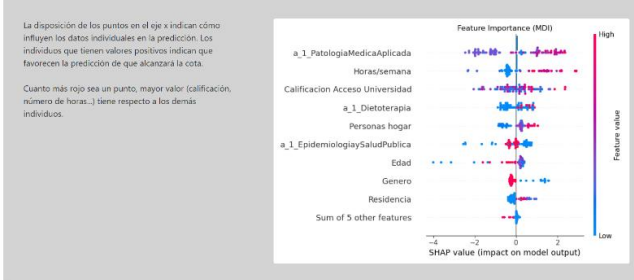 La disposición de los puntos en el eje x indican cómo
influyen los datos individuales en la predicción. Los
individuos que tienen valores positivos indican que
favorecen la predicción de que alcanzará la cota.
Cuanto más rojo sea un punto, mayor valor (calificación,
número de horas...) tiene respecto a los demás
individuos.
Feature Importance (MDI)
High
a_1_PatologiaMedicaAplicada
Horas/semana
Calificacion Acceso Universidad
a_1_Dietoterapia
Personas hogar
a_1_EpidemiologiaySaludPublica
Edad
Genero
Residencia
Sum of 5 other features
Feature value
Low
−4 −2 0 2
SHAP value (impact on model output)